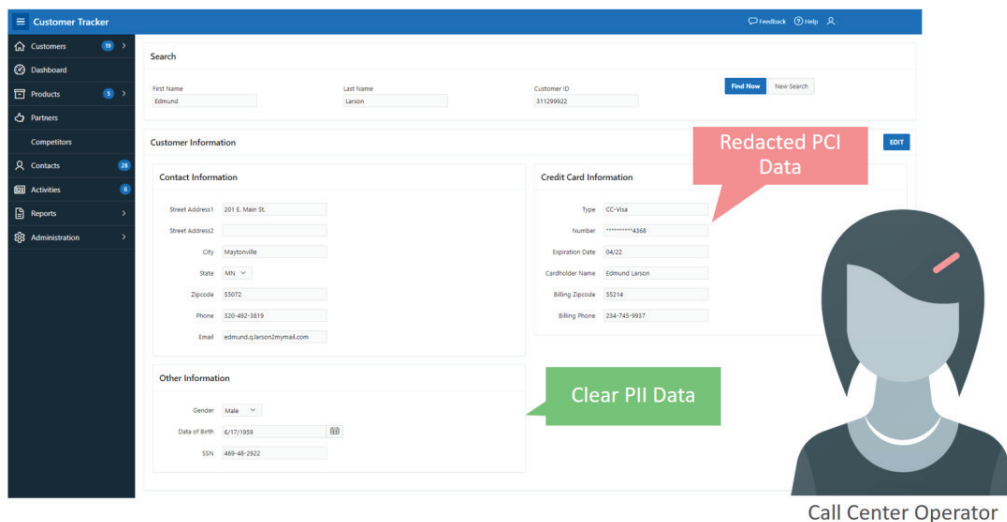 Customer Tracker
Feedback Help
Customers 19
Dashboard
Products 5
Partners
Competitors
Contacts 28
Activities 6
Reports
Administration
Search
First Name Last Name Customer ID
Edmund Larson 311299922
Find Now New Search
Customer Information
EDIT
Contact Information
Street Address1 201 E. Main St.
Street Address2
City Maytonville
State MN
Zipcode 55072
Phone 320-492-3819
Email edmund.q.larson2mymail.com
Credit Card Information
Type CC-Visa
Number **********4368
Expiration Date 04/22
Cardholder Name Edmund Larson
Billing Zipcode 55214
Billing Phone 234-745-9937
Redacted PCI
Data
Other Information
Gender Male
Data of Birth 6/17/1959
SSN 469-48-2922
Clear PII Data
Call Center Operator